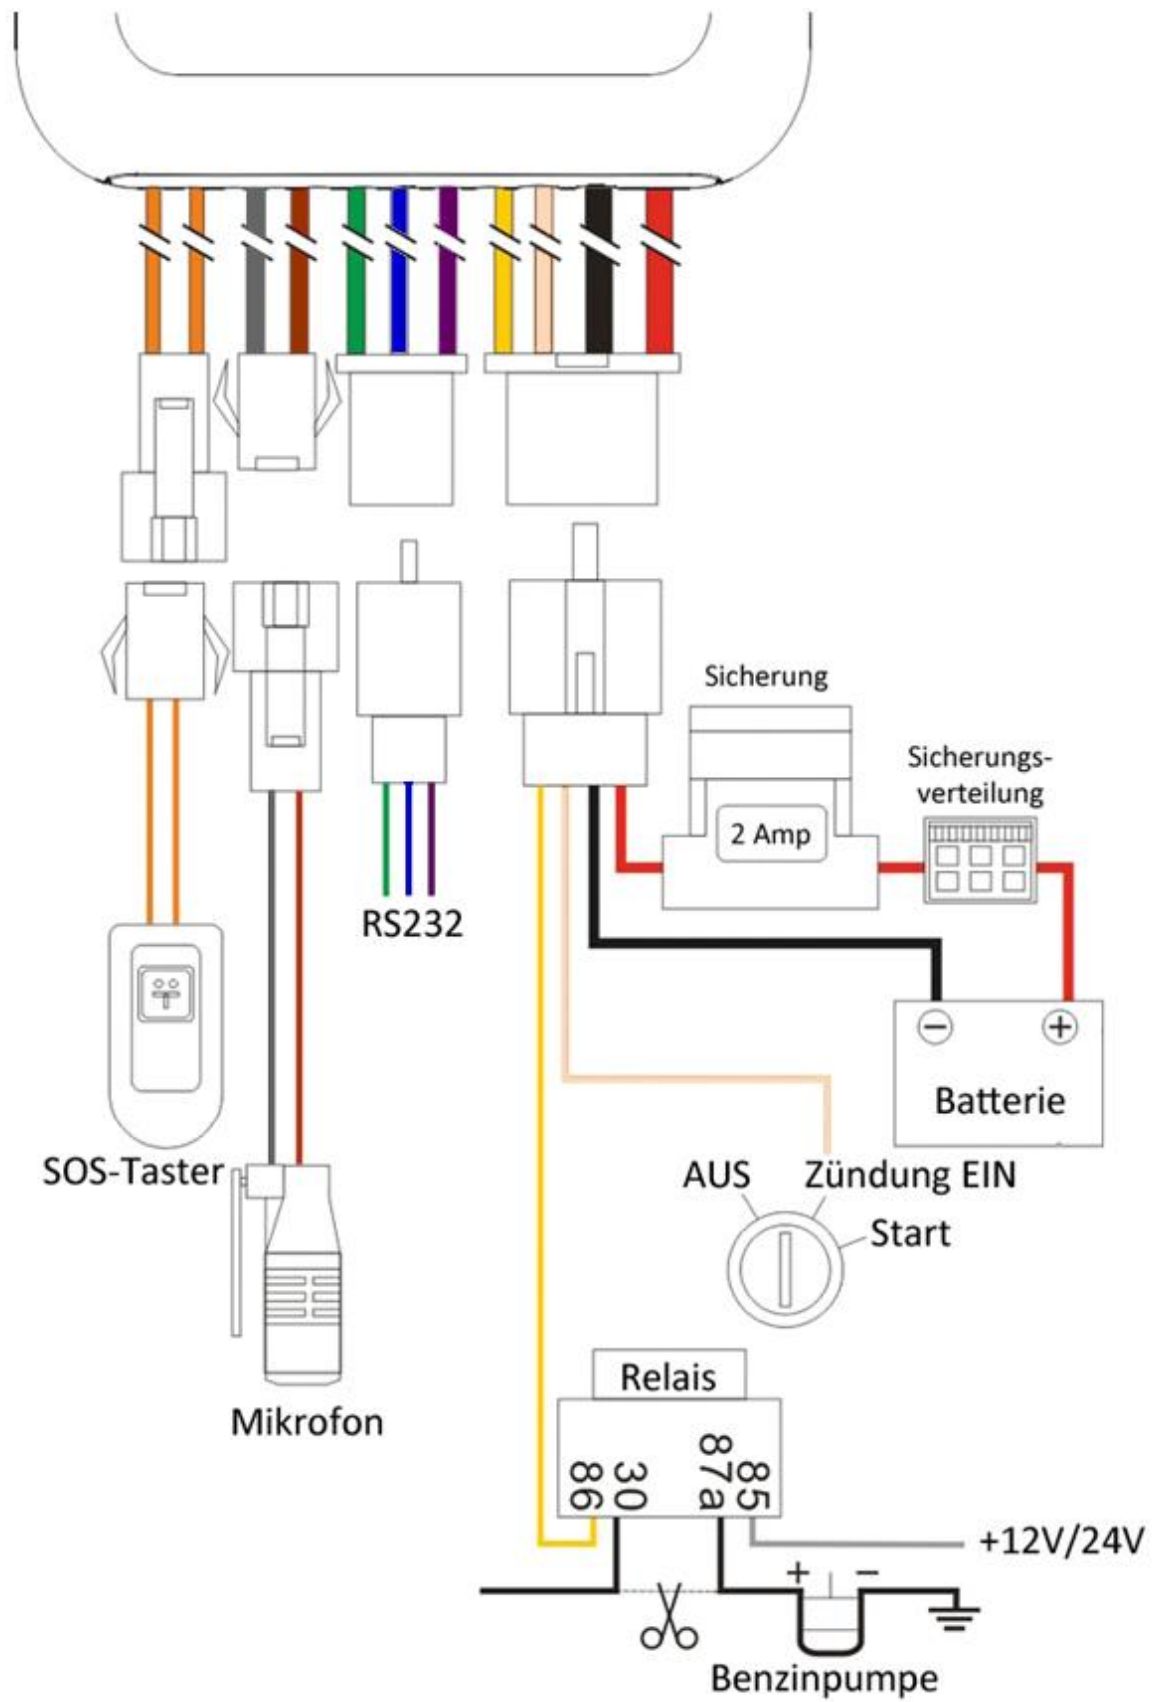 Sicherung
Sicherungs-
verteilung
2 Amp
RS232
Batterie
SOS-Taster
AUS
Zündung EIN
Start
Relais
Mikrofon
86
30
87a
85
+12V/24V
+ −
Benzinpumpe